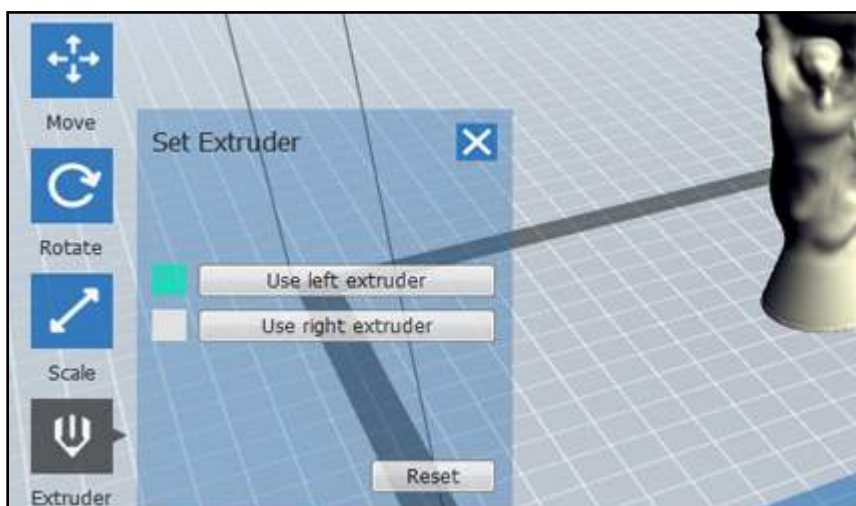 Move
Set Extruder
Rotate
Use left extruder
Use right extruder
Scale
Reset
Extruder